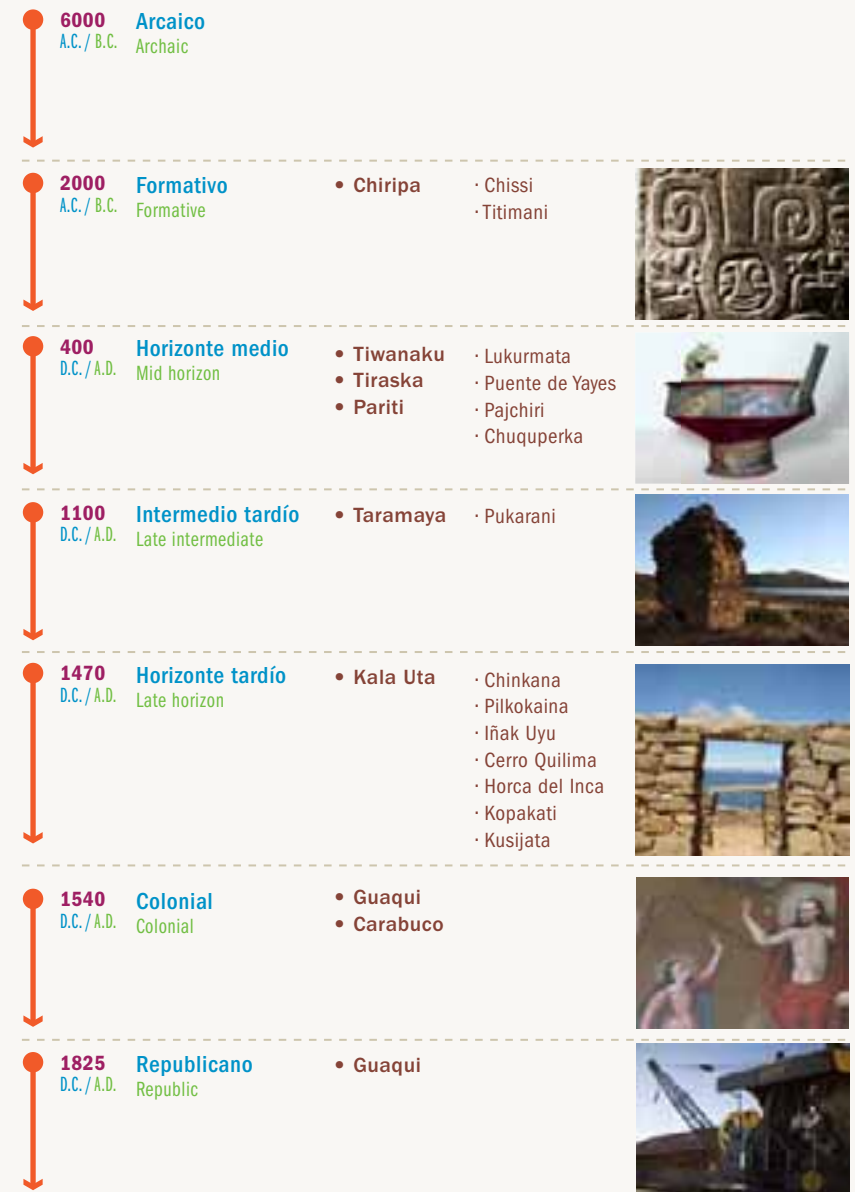 6000 Arcaico
A.C. / B.C. Archaic
2000 Formativo • Chiripa · Chissi
A.C. / B.C. Formative · Titimani
400 Horizonte medio • Tiwanaku · Lukurmata
D.C. / A.D. Mid horizon • Tiraska · Puente de Yayes
• Pariti · Pajchiri
· Chuquperka
1100 Intermedio tardío • Taramaya · Pukarani
D.C. / A.D. Late intermediate
1470 Horizonte tardío • Kala Uta · Chinkana
D.C. / A.D. Late horizon · Pilkokaina
· Iñak Uyu
· Cerro Quilima
· Horca del Inca
· Kopakati
· Kusijata
1540 Colonial • Guaqui
D.C. / A.D. Colonial • Carabuco
1825 Republicano • Guaqui
D.C. / A.D. Republic